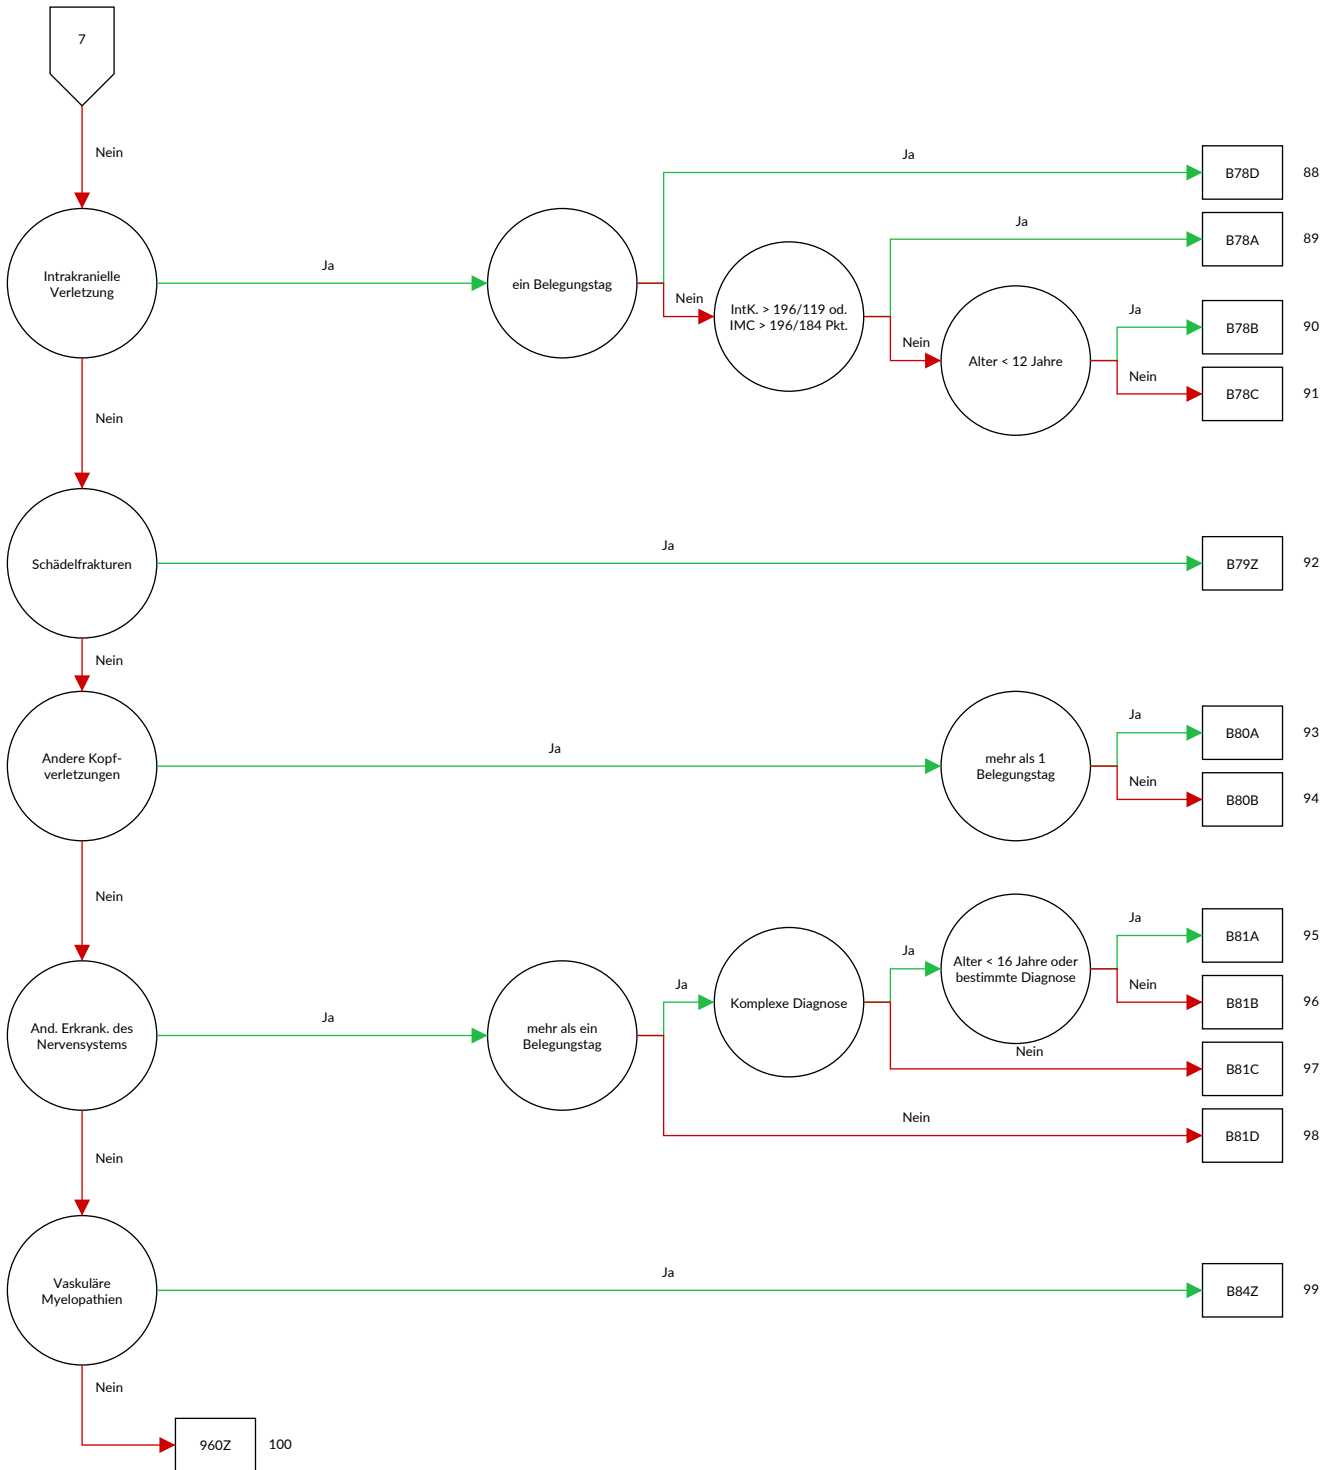 7
Nein
Ja
B78D
88
Ja
B78A
89
Intrakranielle
Verletzung
Ja
ein Belegungstag
Nein
IntK. > 196/119 od.
IMC > 196/184 Pkt.
Nein
Alter < 12 Jahre
Ja
B78B
90
Nein
B78C
91
Nein
Schädelfrakturen
Ja
B79Z
92
Nein
Andere Kopf-
verletzungen
Ja
mehr als 1
Belegungstag
Ja
B80A
93
Nein
B80B
94
Nein
And. Erkrank. des
Nervensystems
Ja
mehr als ein
Belegungstag
Ja
Komplexe Diagnose
Ja
Alter < 16 Jahre oder
bestimmte Diagnose
Ja
B81A
95
Nein
B81B
96
Nein
B81C
97
Nein
B81D
98
Nein
Vaskuläre
Myelopathien
Ja
B84Z
99
Nein
960Z
100